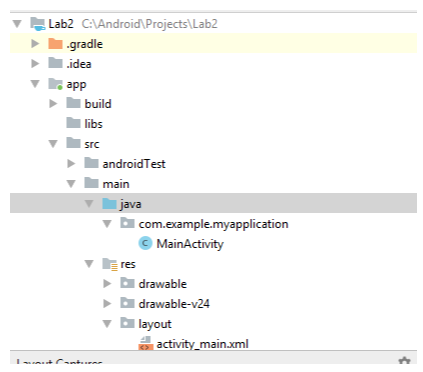 Lab2 C:\Android\Projects\Lab2
.gradle
.idea
app
build
libs
src
androidTest
main
java
com.example.myapplication
C MainActivity
res
drawable
drawable-v24
layout
activity_main.xml
Layout Captures